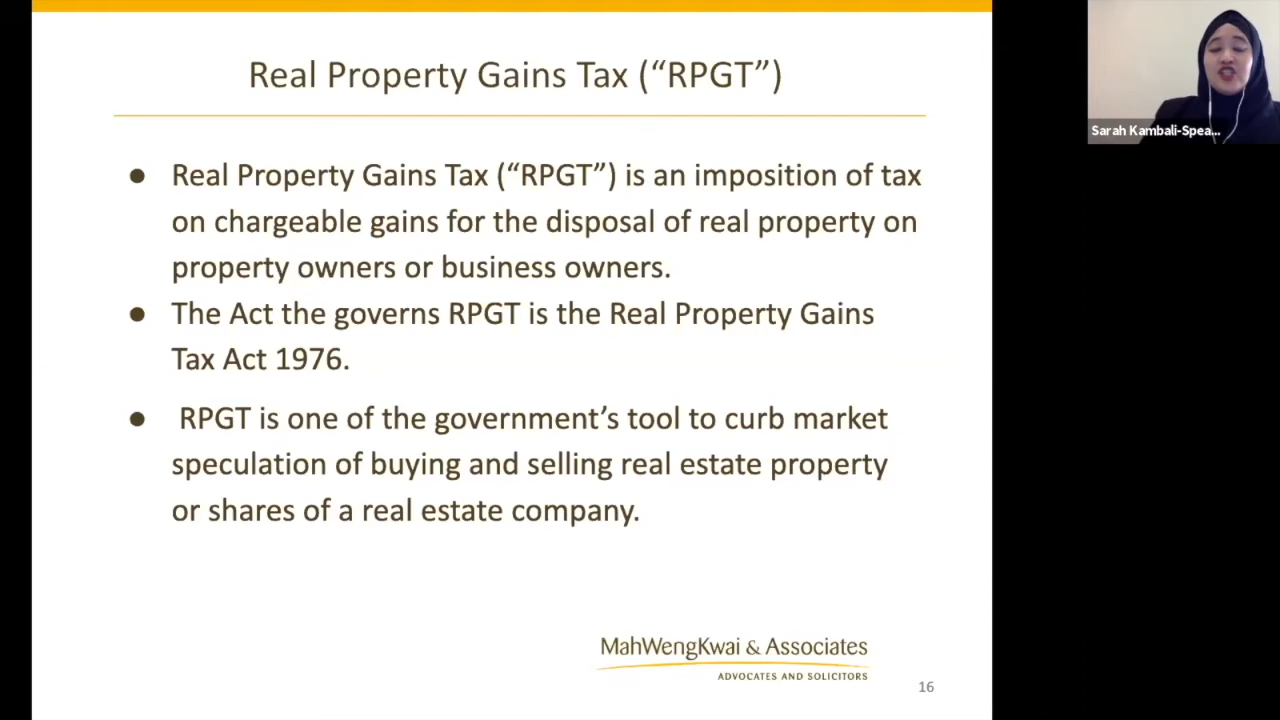 Real Property Gains Tax (“RPGT”)
● Real Property Gains Tax (“RPGT”) is an imposition of tax
on chargeable gains for the disposal of real property on
property owners or business owners.
● The Act the governs RPGT is the Real Property Gains
Tax Act 1976.
● RPGT is one of the government’s tool to curb market
speculation of buying and selling real estate property
or shares of a real estate company.
MahWengKwai & Associates
ADVOCATES AND SOLICITORS
16
Sarah Kambali-Spea...